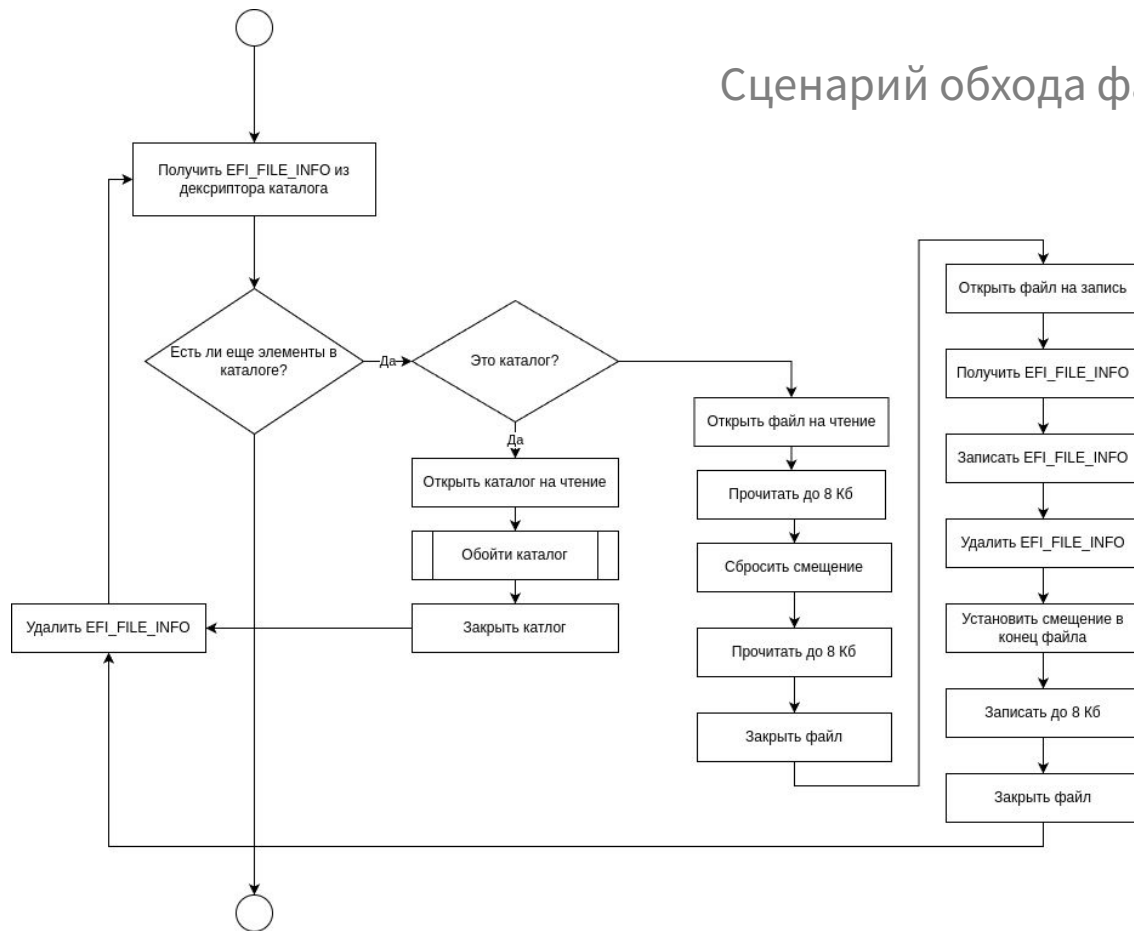 Сценарий обхода фа
Получить EFI_FILE_INFO из
дексриптора каталога
Есть ли еще элементы в
каталоге?
Да
Это каталог?
Да
Открыть каталог на чтение
Обойти каталог
Закрыть катлог
Удалить EFI_FILE_INFO
Открыть файл на чтение
Прочитать до 8 Кб
Сбросить смещение
Прочитать до 8 Кб
Закрыть файл
Открыть файл на запись
Получить EFI_FILE_INFO
Записать EFI_FILE_INFO
Удалить EFI_FILE_INFO
Установить смещение в
конец файла
Записать до 8 Кб
Закрыть файл